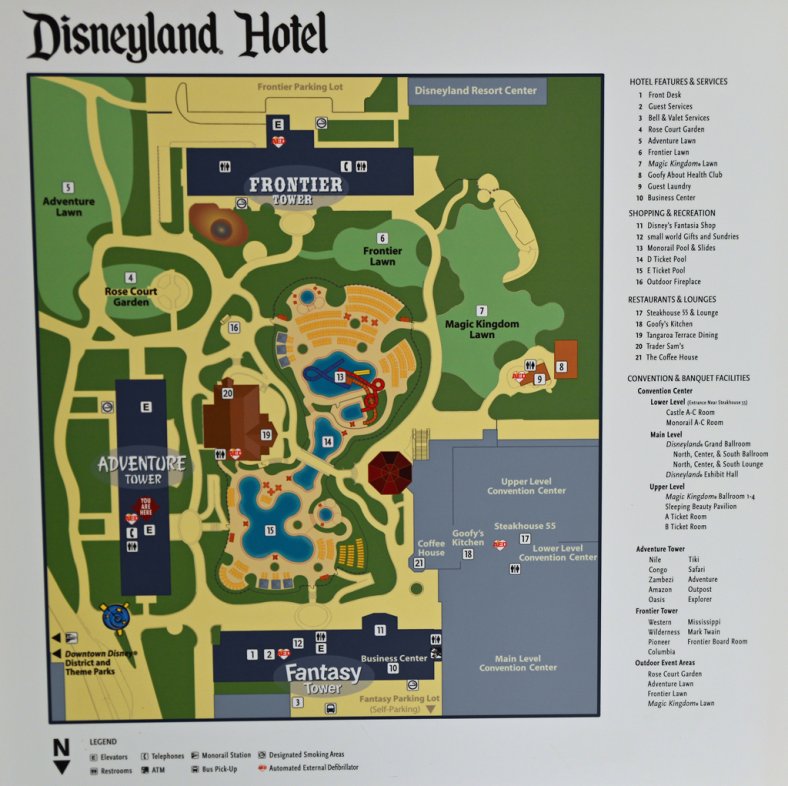 Disneyland® Hotel
Frontier Parking Lot
Disneyland Resort Center
E
AED
FRONTIER
TOWER
5
Adventure
Lawn
6
Frontier
Lawn
4
Rose Court
Garden
16
7
Magic Kingdom
Lawn
13
8
AED
9
20
19
AED
14
E
ADVENTURE
TOWER
YOU
ARE
HERE
AED
E
15
Upper Level
Convention Center
Steakhouse 55
Goofy's
Kitchen
AED
17
18
Coffee
House
21
Lower Level
Convention Center
Downtown Disney®
District and
Theme Parks
11
12
1
2
AED
E
Business Center
10
Fantasy
Tower
3
Fantasy Parking Lot
(Self-Parking)
Main Level
Convention Center
HOTEL FEATURES & SERVICES
1 Front Desk
2 Guest Services
3 Bell & Valet Services
4 Rose Court Garden
5 Adventure Lawn
6 Frontier Lawn
7 Magic Kingdom® Lawn
8 Goofy About Health Club
9 Guest Laundry
10 Business Center
SHOPPING & RECREATION
11 Disney's Fantasia Shop
12 small world Gifts and Sundries
13 Monorail Pool & Slides
14 D Ticket Pool
15 E Ticket Pool
16 Outdoor Fireplace
RESTAURANTS & LOUNGES
17 Steakhouse 55 & Lounge
18 Goofy's Kitchen
19 Tangaroa Terrace Dining
20 Trader Sam's
21 The Coffee House
CONVENTION & BANQUET FACILITIES
Convention Center
Lower Level (Entrance Near Steakhouse 55)
Castle A-C Room
Monorail A-C Room
Main Level
Disneyland® Grand Ballroom
North, Center, & South Ballroom
North, Center, & South Lounge
Disneyland® Exhibit Hall
Upper Level
Magic Kingdom® Ballroom 1-4
Sleeping Beauty Pavilion
A Ticket Room
B Ticket Room
Adventure Tower
Nile Tiki
Congo Safari
Zambezi Adventure
Amazon Outpost
Oasis Explorer
Frontier Tower
Western Mississippi
Wilderness Mark Twain
Pioneer Frontier Board Room
Columbia
Outdoor Event Areas
Rose Court Garden
Adventure Lawn
Frontier Lawn
Magic Kingdom® Lawn
N
LEGEND
E Elevators
Telephones
Monorail Station
Designated Smoking Areas
Restrooms
ATM
Bus Pick-Up
AED Automated External Defibrillator